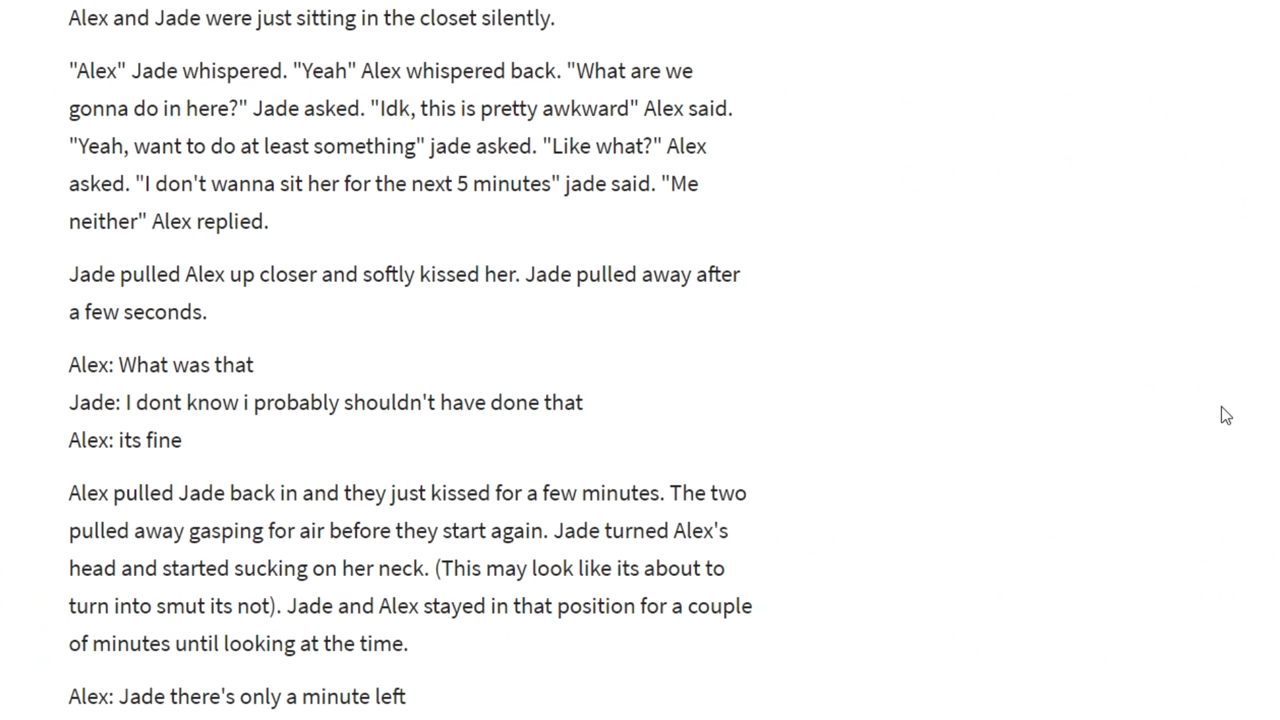 Alex and Jade were just sitting in the closet silently.
"Alex" Jade whispered. "Yeah" Alex whispered back. "What are we
gonna do in here?" Jade asked. "Idk, this is pretty awkward" Alex said.
"Yeah, want to do at least something" jade asked. "Like what?" Alex
asked. "I don't wanna sit her for the next 5 minutes" jade said. "Me
neither" Alex replied.
Jade pulled Alex up closer and softly kissed her. Jade pulled away after
a few seconds.
Alex: What was that
Jade: I dont know i probably shouldn't have done that
Alex: its fine
Alex pulled Jade back in and they just kissed for a few minutes. The two
pulled away gasping for air before they start again. Jade turned Alex's
head and started sucking on her neck. (This may look like its about to
turn into smut its not). Jade and Alex stayed in that position for a couple
of minutes until looking at the time.
Alex: Jade there's only a minute left